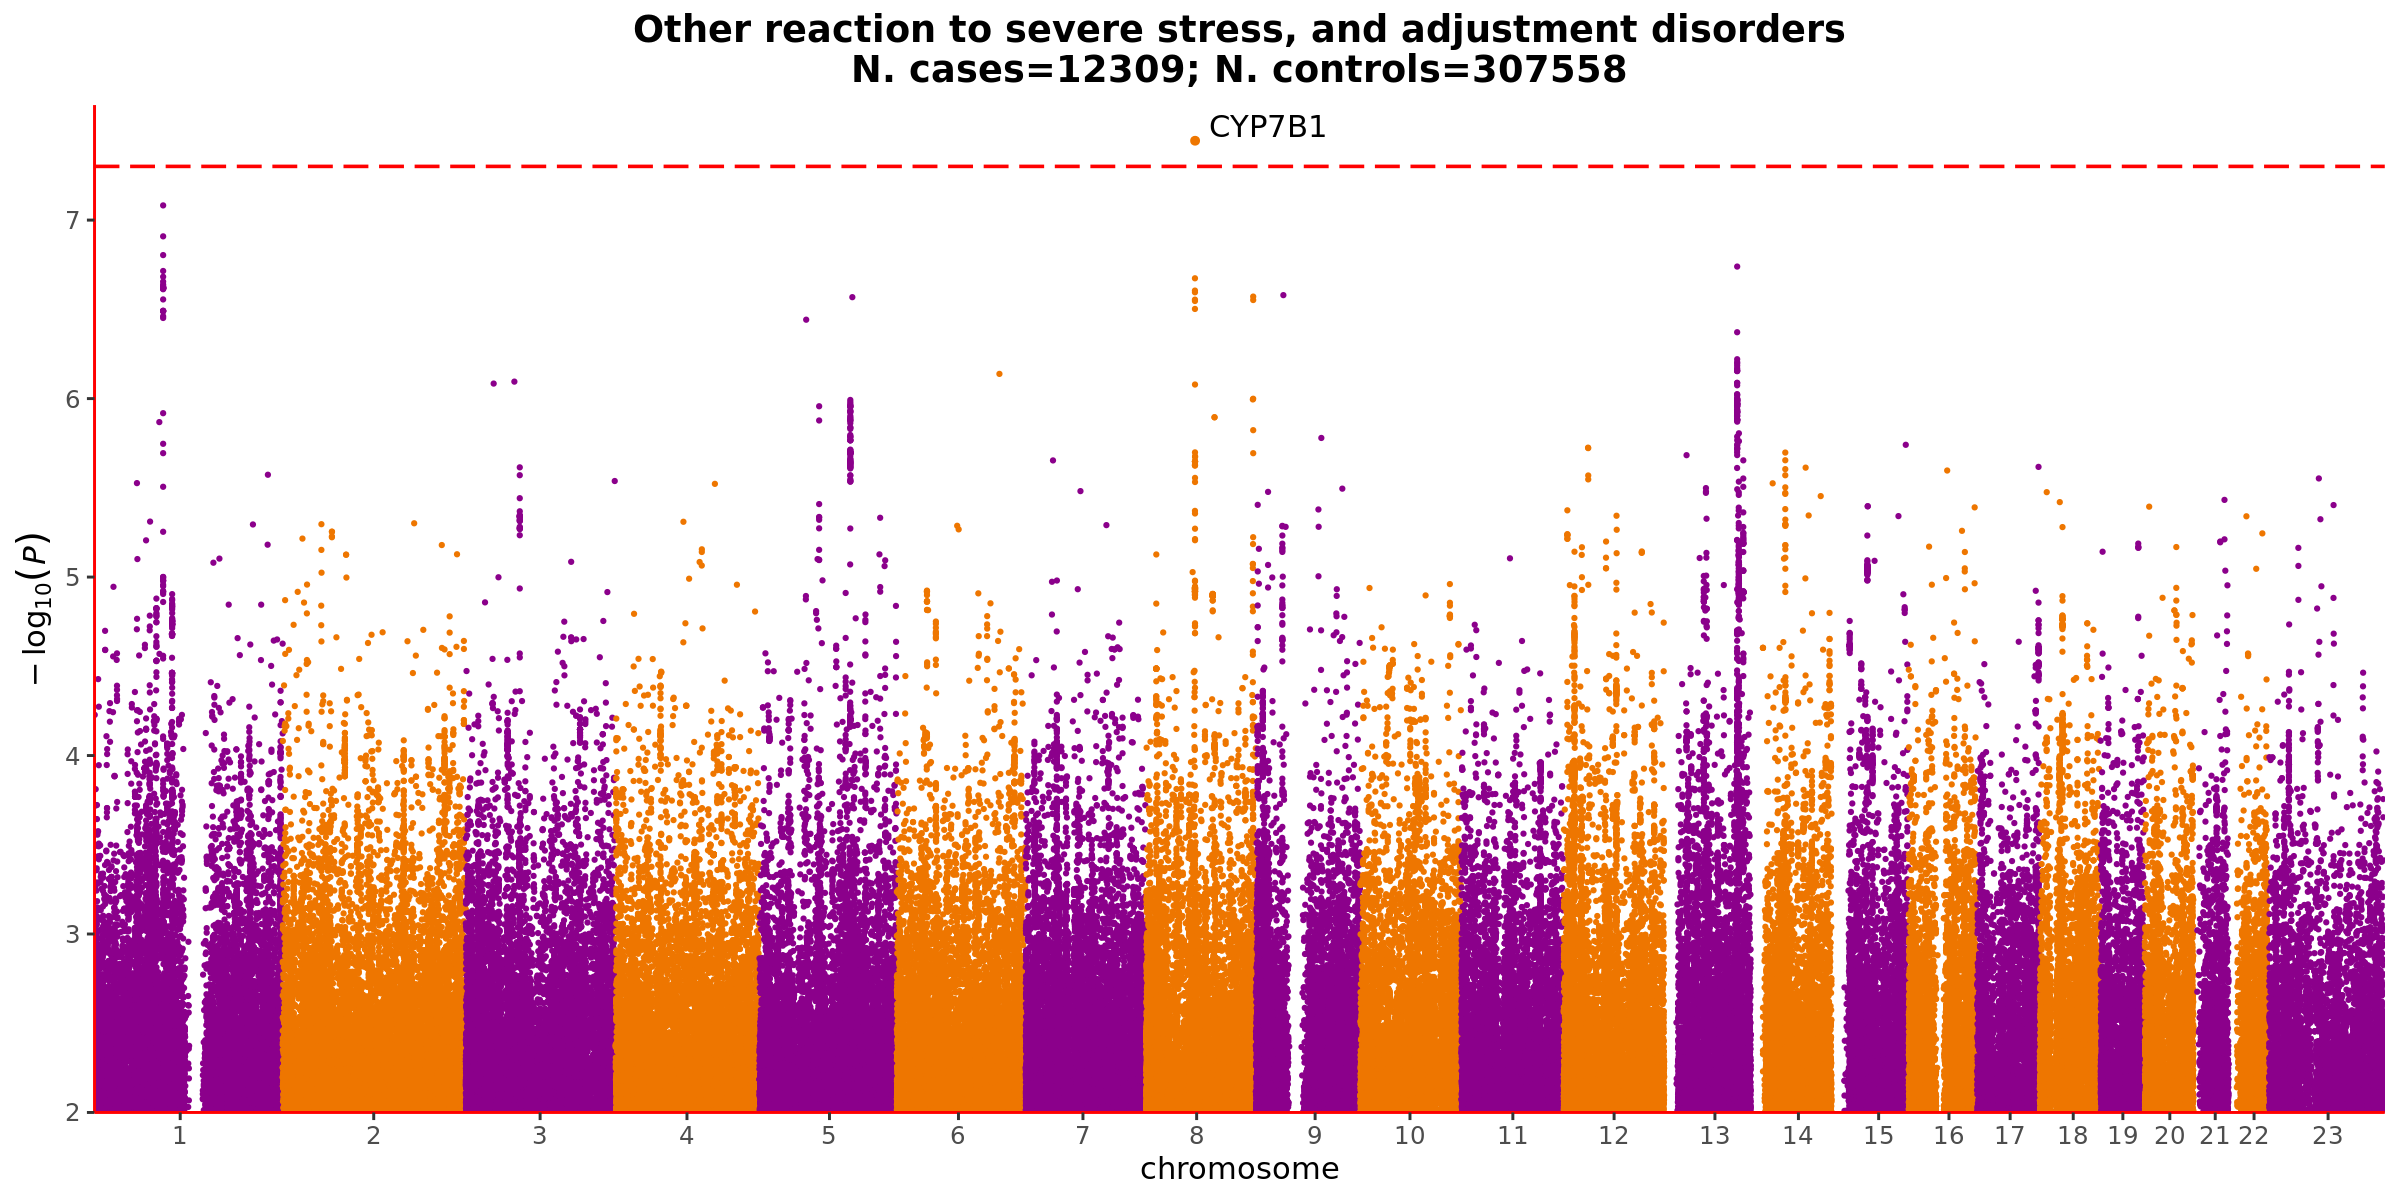 Other reaction to severe stress, and adjustment disorders
N. cases=12309; N. controls=307558
CYP7B1
7
6
5
4
3
2
−log10(P)
1 2 3 4 5 6 7 8 9 10 11 12 13 14 15 16 17 18 19 20 21 22 23
chromosome